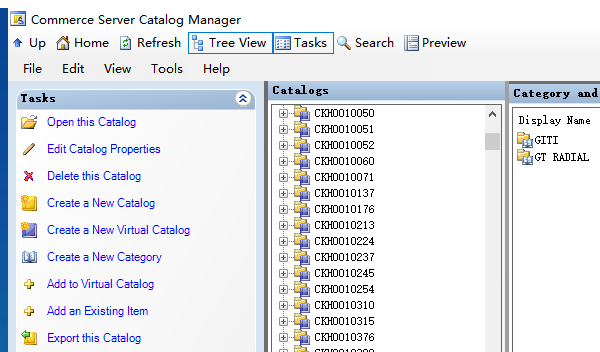 Commerce Server Catalog Manager
Up Home Refresh Tree View Tasks Search Preview
File Edit View Tools Help
Tasks
Open this Catalog
Edit Catalog Properties
Delete this Catalog
Create a New Catalog
Create a New Virtual Catalog
Create a New Category
Add to Virtual Catalog
Add an Existing Item
Export this Catalog
Catalogs
CKH0010050
CKH0010051
CKH0010052
CKH0010060
CKH0010071
CKH0010137
CKH0010176
CKH0010213
CKH0010224
CKH0010237
CKH0010245
CKH0010254
CKH0010310
CKH0010315
CKH0010376
Category and
Display Name
GITI
GT RADIAL